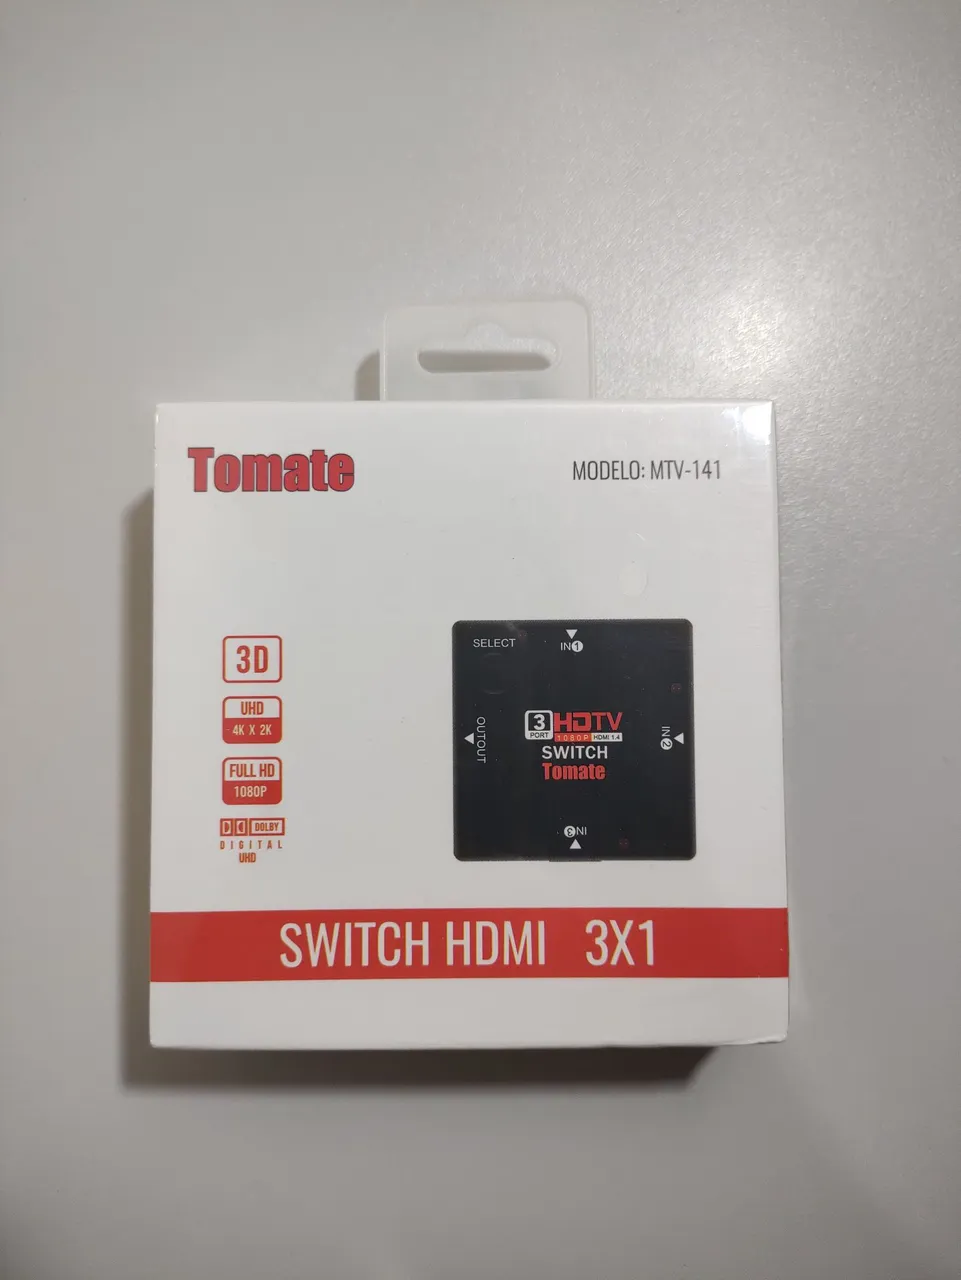 Tomate
MODELO: MTV-141
3D
UHD
4K X 2K
FULL HD
1080P
DOLBY
DIGITAL
UHD
SELECT
IN1
OUTOUT
IN2
3
PORT
HDTV
1080P HDMI 1.4
SWITCH
Tomate
IN3
SWITCH HDMI 3X1